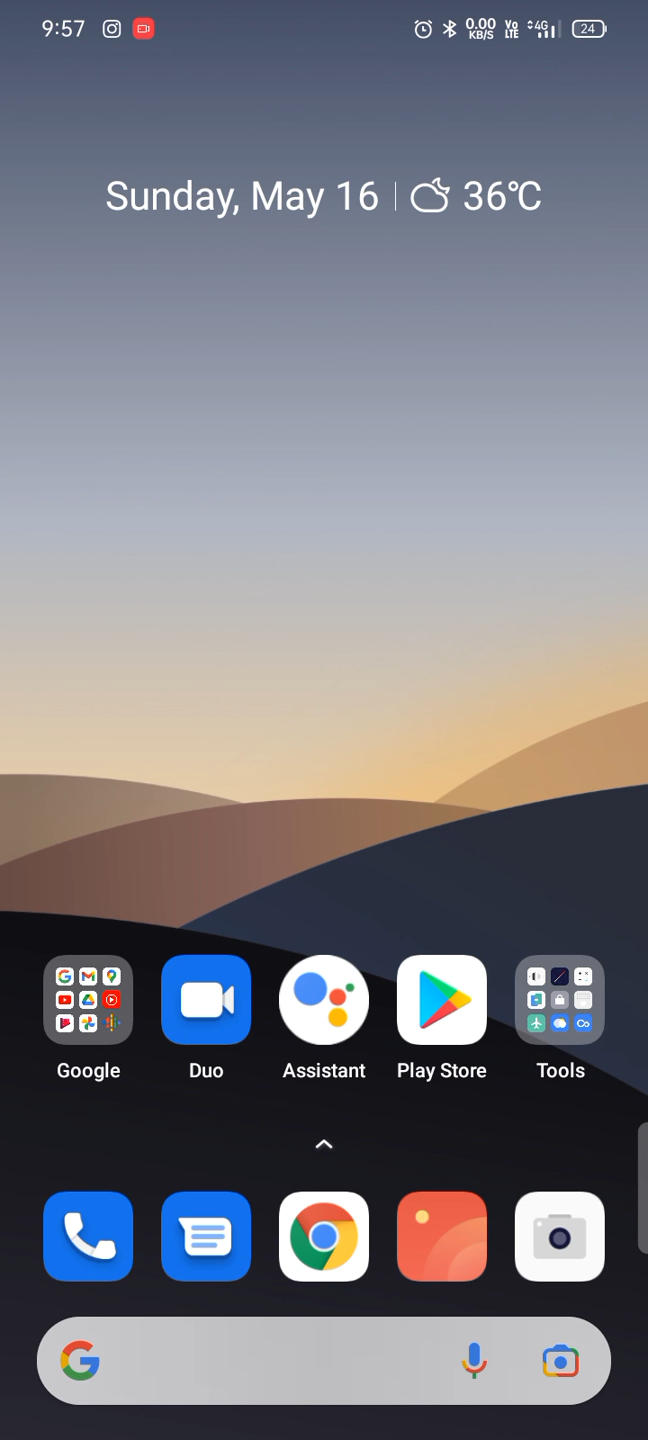 9:57 0.00 KB/S Vo LTE 4G 24
Sunday, May 16 36°C
Google Duo Assistant Play Store Tools